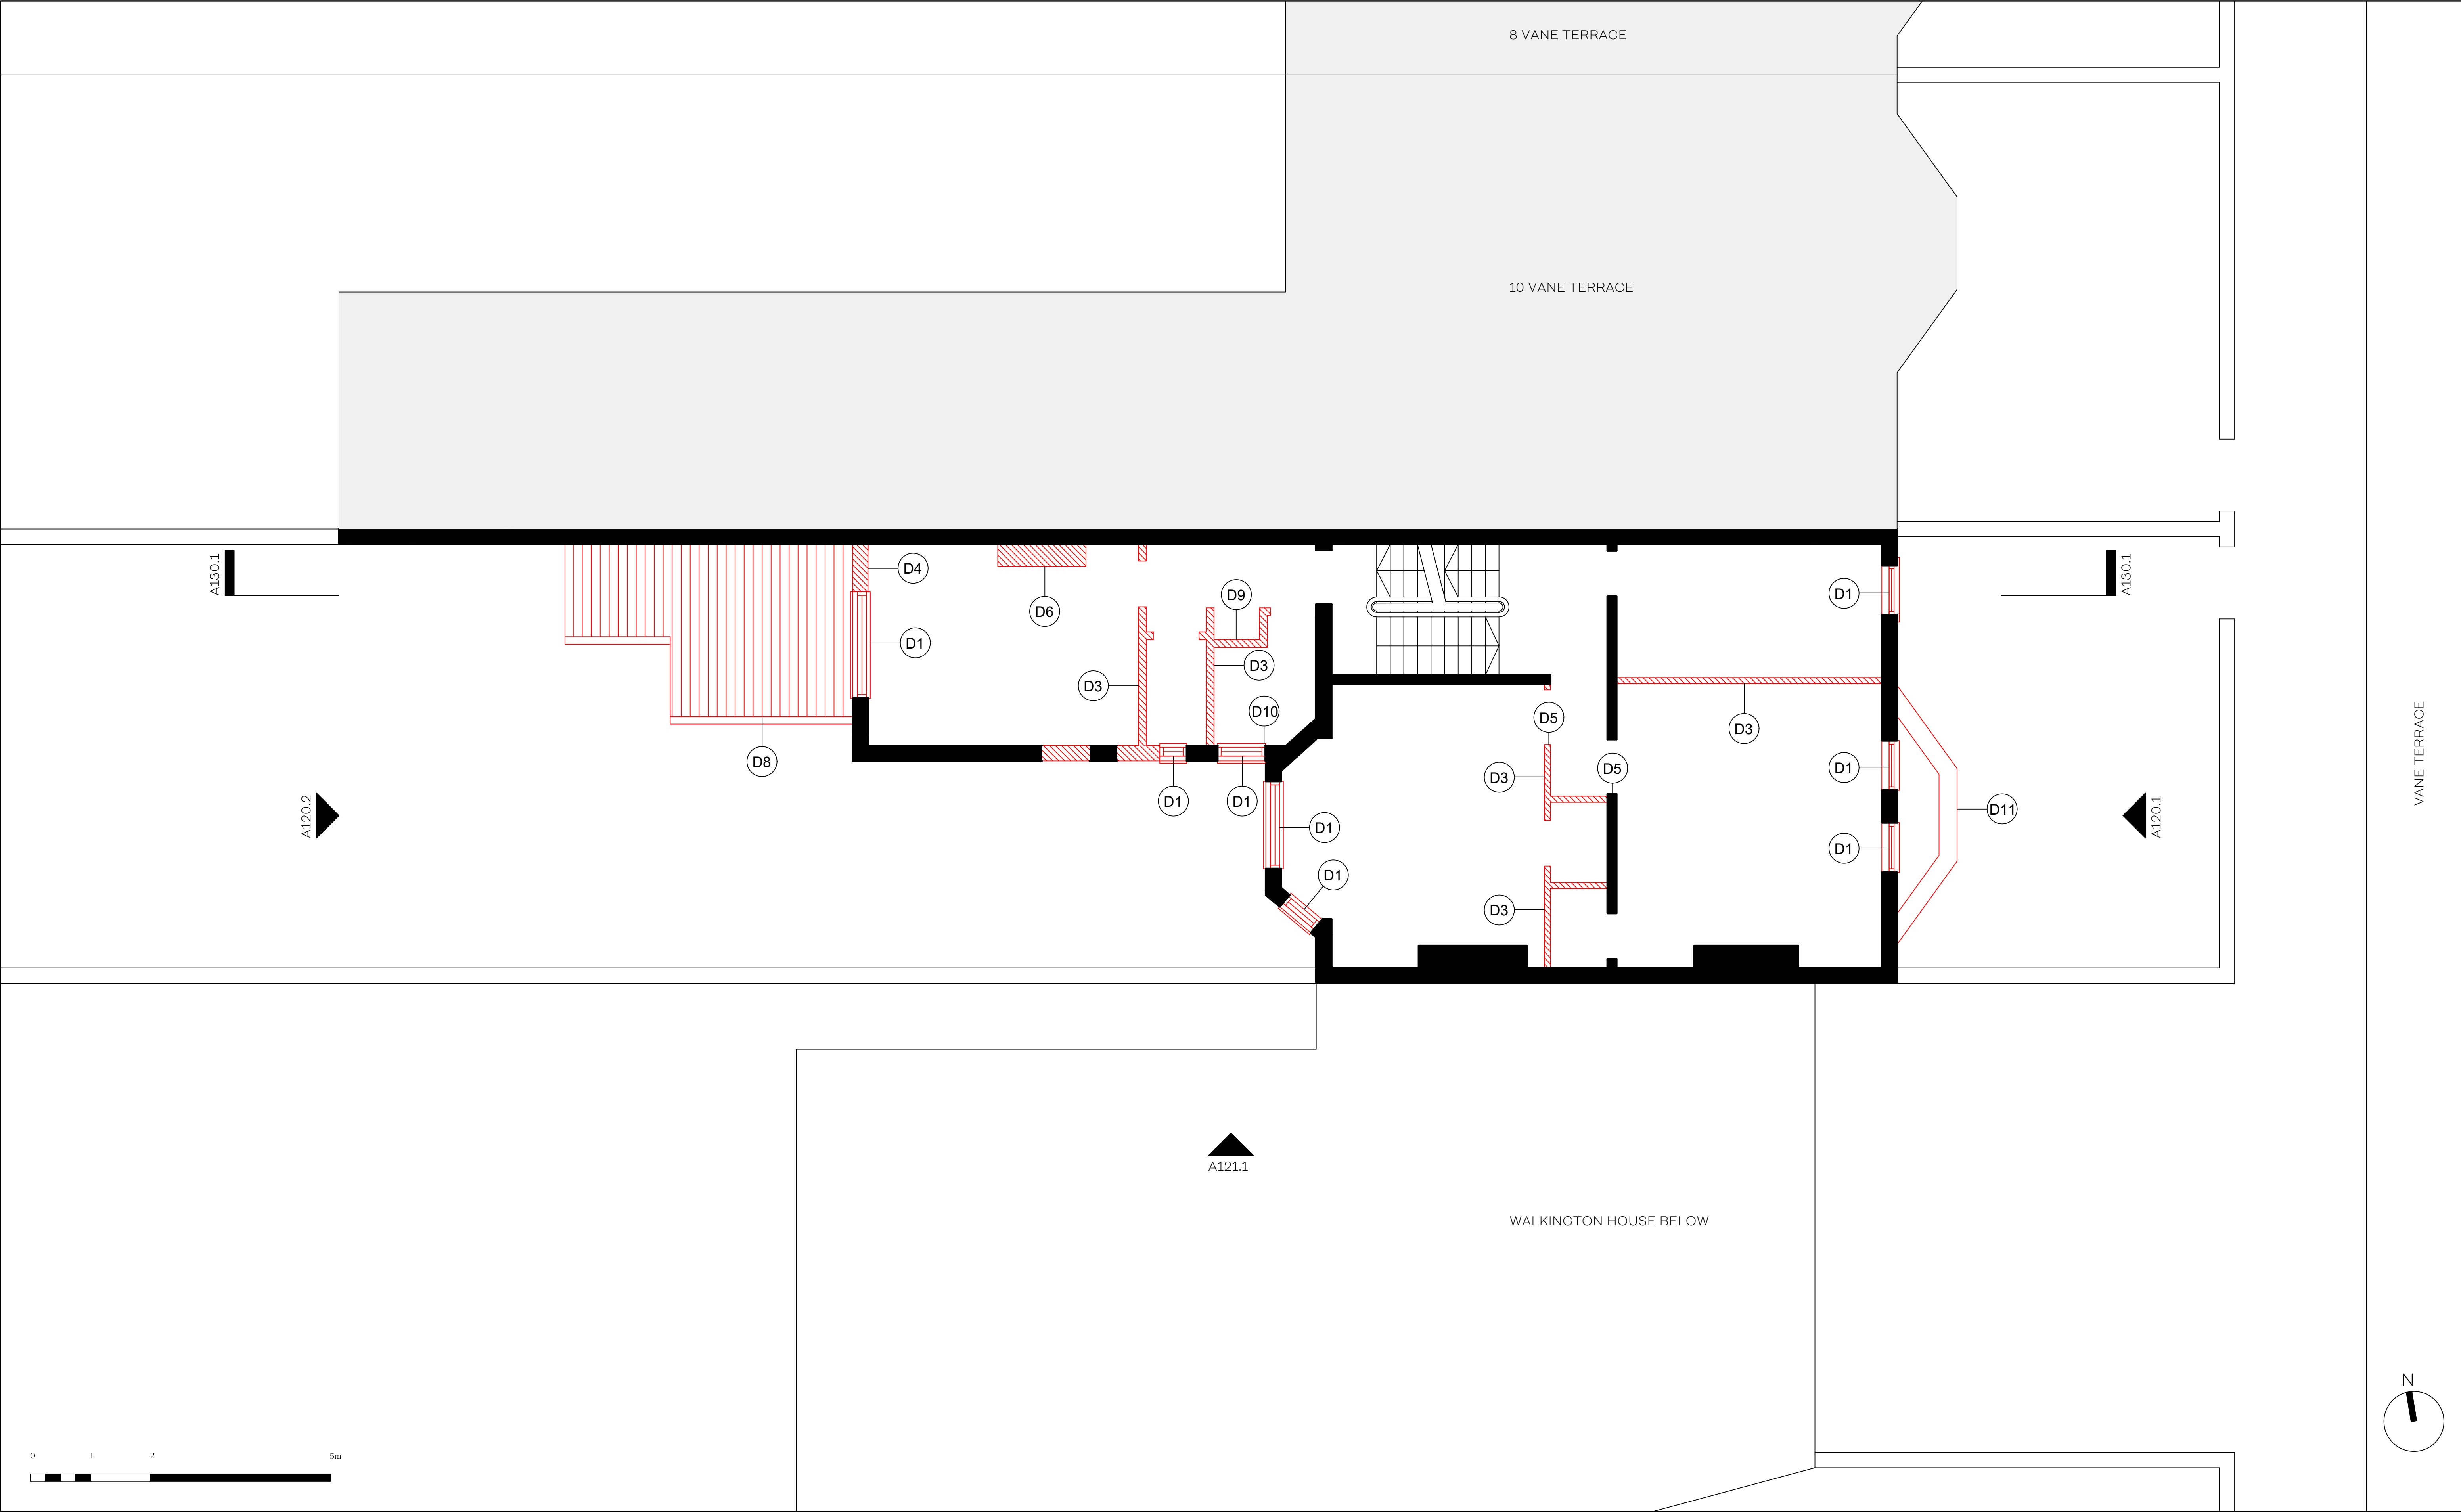 8 VANE TERRACE
10 VANE TERRACE
A130.1
A130.1
D4
D9
D1
D6
D1
D3
D3
D10
D5
D3
VANE TERRACE
D8
D3
D5
D1
D1
D1
A120.2
D1
D11
A120.1
D1
D1
D1
D3
A121.1
WALKINGTON HOUSE BELOW
N
0 1 2 5m